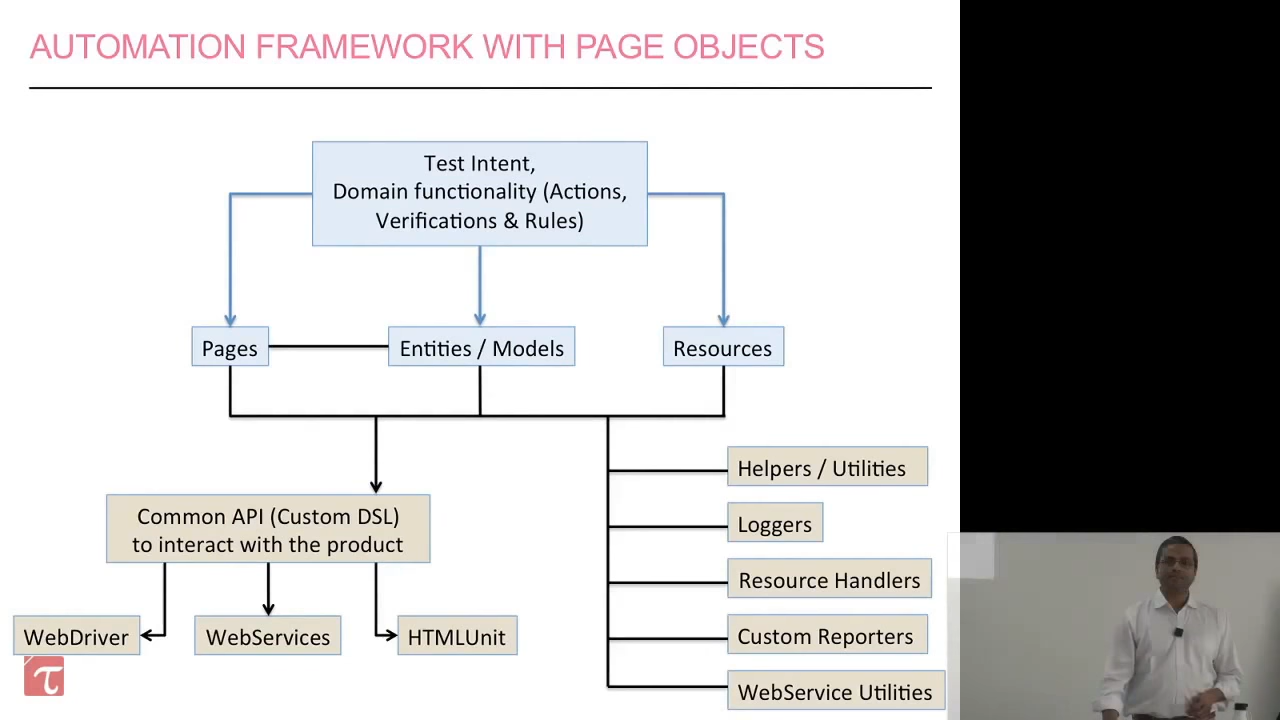 AUTOMATION FRAMEWORK WITH PAGE OBJECTS
Test Intent,
Domain functionality (Actions,
Verifications & Rules)
Pages
Entities / Models
Resources
Common API (Custom DSL)
to interact with the product
WebDriver
WebServices
HTMLUnit
Helpers / Utilities
Loggers
Resource Handlers
Custom Reporters
WebService Utilities
τ